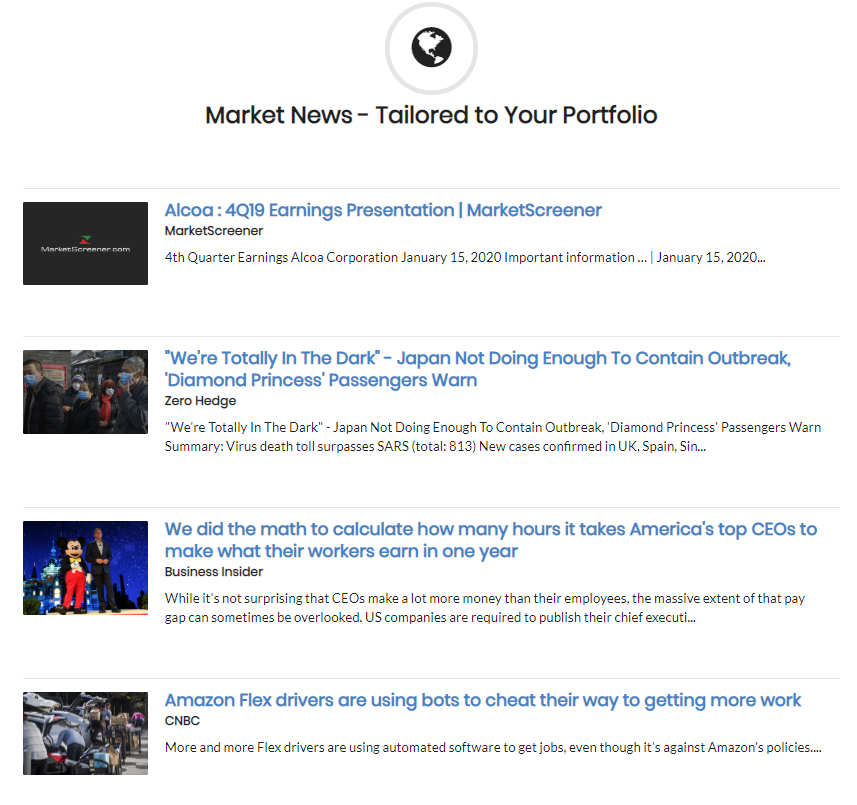 Market News - Tailored to Your Portfolio
MarketScreener.com
Alcoa : 4Q19 Earnings Presentation | MarketScreener
MarketScreener
4th Quarter Earnings Alcoa Corporation January 15, 2020 Important information ... | January 15, 2020...
"We're Totally In The Dark" - Japan Not Doing Enough To Contain Outbreak,
'Diamond Princess' Passengers Warn
Zero Hedge
"We're Totally In The Dark" - Japan Not Doing Enough To Contain Outbreak, 'Diamond Princess' Passengers Warn
Summary: Virus death toll surpasses SARS (total: 813) New cases confirmed in UK, Spain, Sin...
We did the math to calculate how many hours it takes America's top CEOs to
make what their workers earn in one year
Business Insider
While it's not surprising that CEOs make a lot more money than their employees, the massive extent of that pay
gap can sometimes be overlooked. US companies are required to publish their chief executi...
Amazon Flex drivers are using bots to cheat their way to getting more work
CNBC
More and more Flex drivers are using automated software to get jobs, even though it's against Amazon's policies....